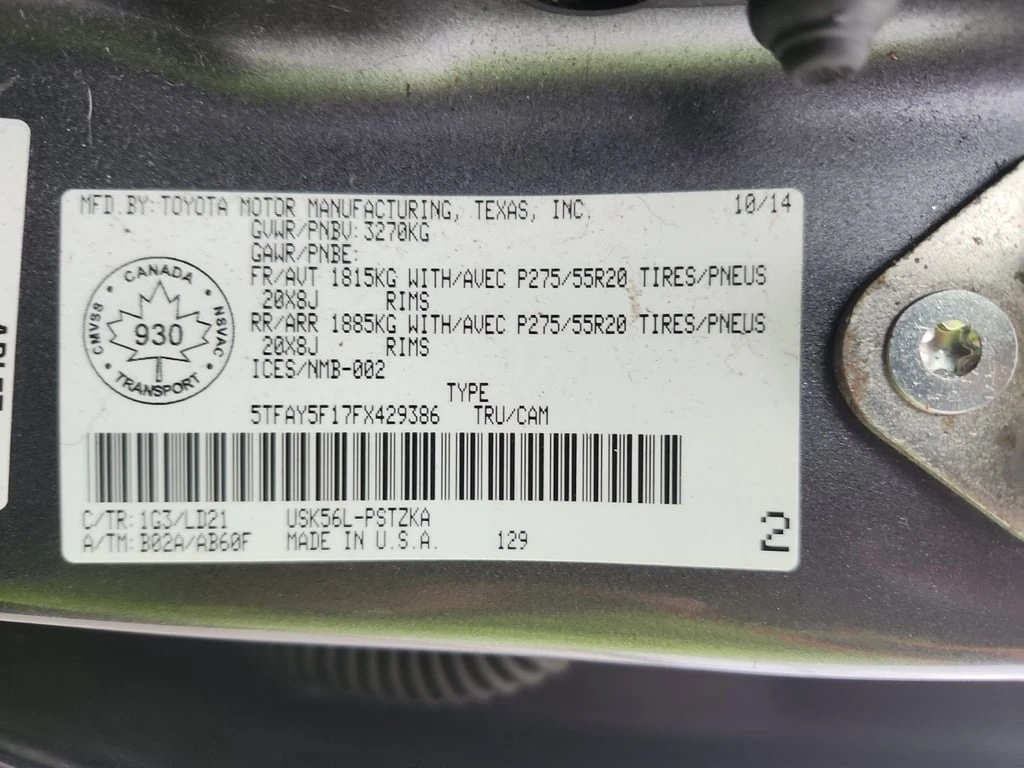 MFD.BY:TOYOTA MOTOR MANUFACTURING, TEXAS, INC. 10/14
GVWR/PNBV:3270KG
GAWR/PNBE:
FR/AVT 1815KG WITH/AVEC P275/55R20 TIRES/PNEUS
20X8J RIMS
RR/ARR 1885KG WITH/AVEC P275/55R20 TIRES/PNEUS
20X8J RIMS
ICES/NMB-002
CANADA
CMVSS
930
NSVAC
TRANSPORT
TYPE
5TFAY5F17FX429386 TRU/CAM
C/TR:1G3/LD21 USK56L-PSTZKA
A/TM:B02A/AB60F MADE IN U.S.A. 129
2